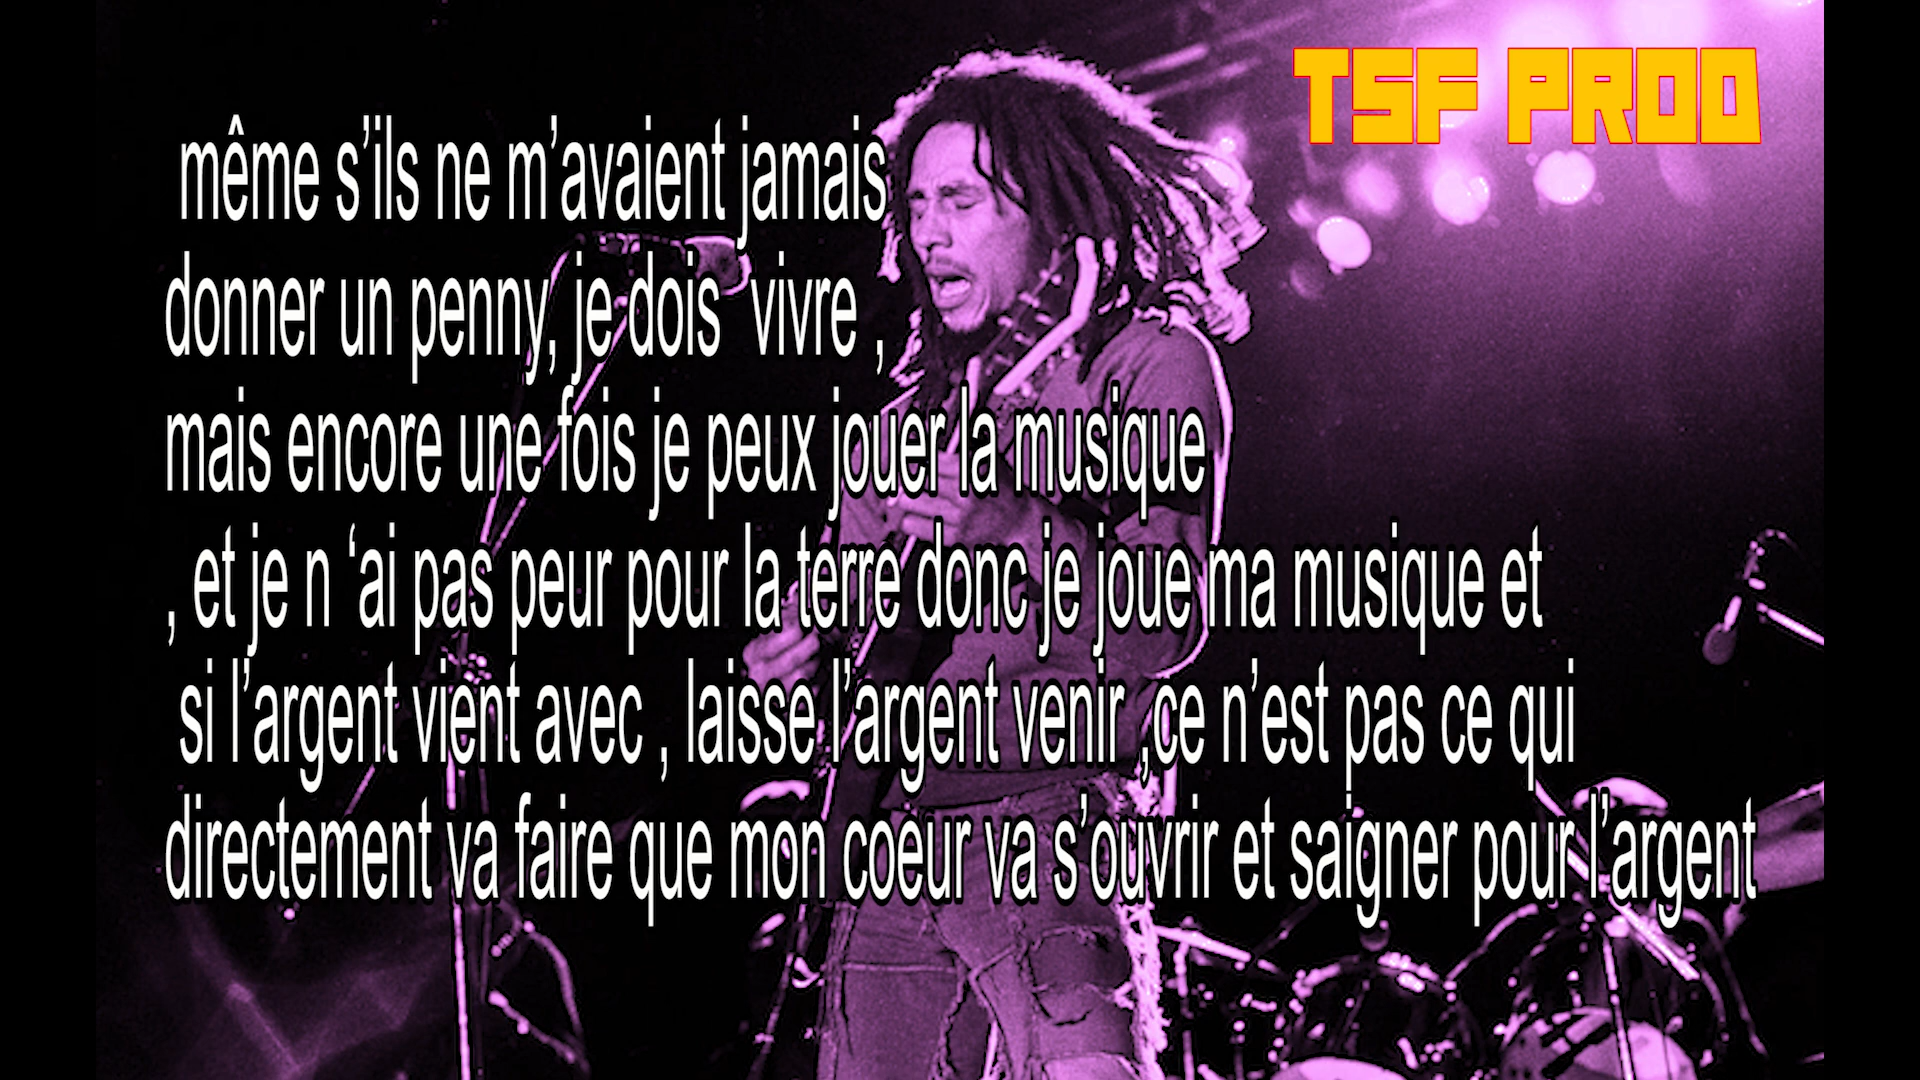 TSF PROD
même s’ils ne m’avaient jamais
donner un penny, je dois vivre ,
mais encore une fois je peux jouer la musique
, et je n ‘ai pas peur pour la terre donc je joue ma musique et
si l’argent vient avec , laisse l’argent venir ,ce n’est pas ce qui
directement va faire que mon coeur va s’ouvrir et saigner pour l’argent